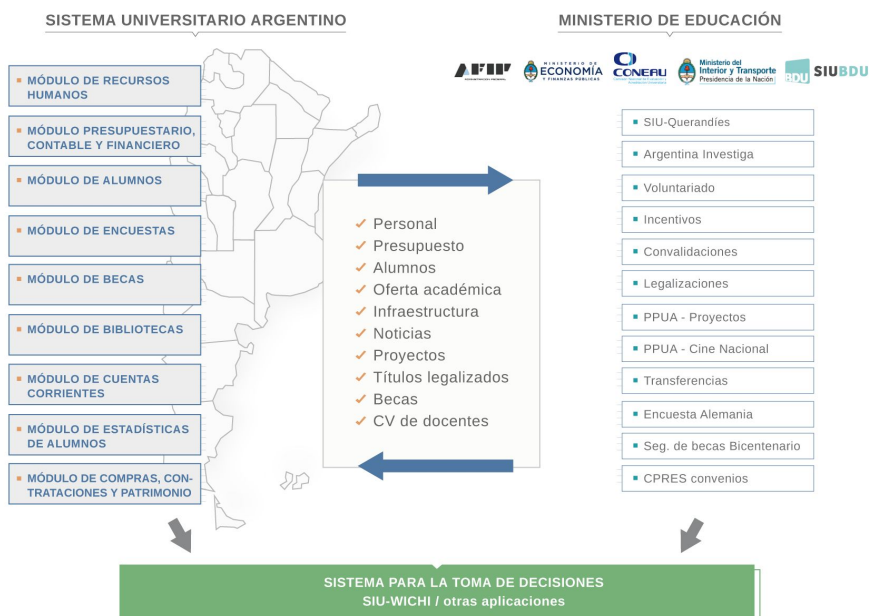 SISTEMA UNIVERSITARIO ARGENTINO
MÓDULO DE RECURSOS
HUMANOS
MÓDULO PRESUPUESTARIO,
CONTABLE Y FINANCIERO
MÓDULO DE ALUMNOS
MÓDULO DE ENCUESTAS
MÓDULO DE BECAS
MÓDULO DE BIBLIOTECAS
MÓDULO DE CUENTAS
CORRIENTES
MÓDULO DE ESTADÍSTICAS
DE ALUMNOS
MÓDULO DE COMPRAS, CON-
TRATACIONES Y PATRIMONIO
Personal
Presupuesto
Alumnos
Oferta académica
Infraestructura
Noticias
Proyectos
Títulos legalizados
Becas
CV de docentes
MINISTERIO DE EDUCACIÓN
AFIP
MINISTERIO DE
ECONOMÍA
Y FINANZAS PÚBLICAS
CONEAU
Ministerio del
Interior y Transporte
Presidencia de la Nación
BDU SIUBDU
SIU-Querandíes
Argentina Investiga
Voluntariado
Incentivos
Convalidaciones
Legalizaciones
PPUA - Proyectos
PPUA - Cine Nacional
Transferencias
Encuesta Alemania
Seg. de becas Bicentenario
CPRES convenios
SISTEMA PARA LA TOMA DE DECISIONES
SIU-WICHI / otras aplicaciones